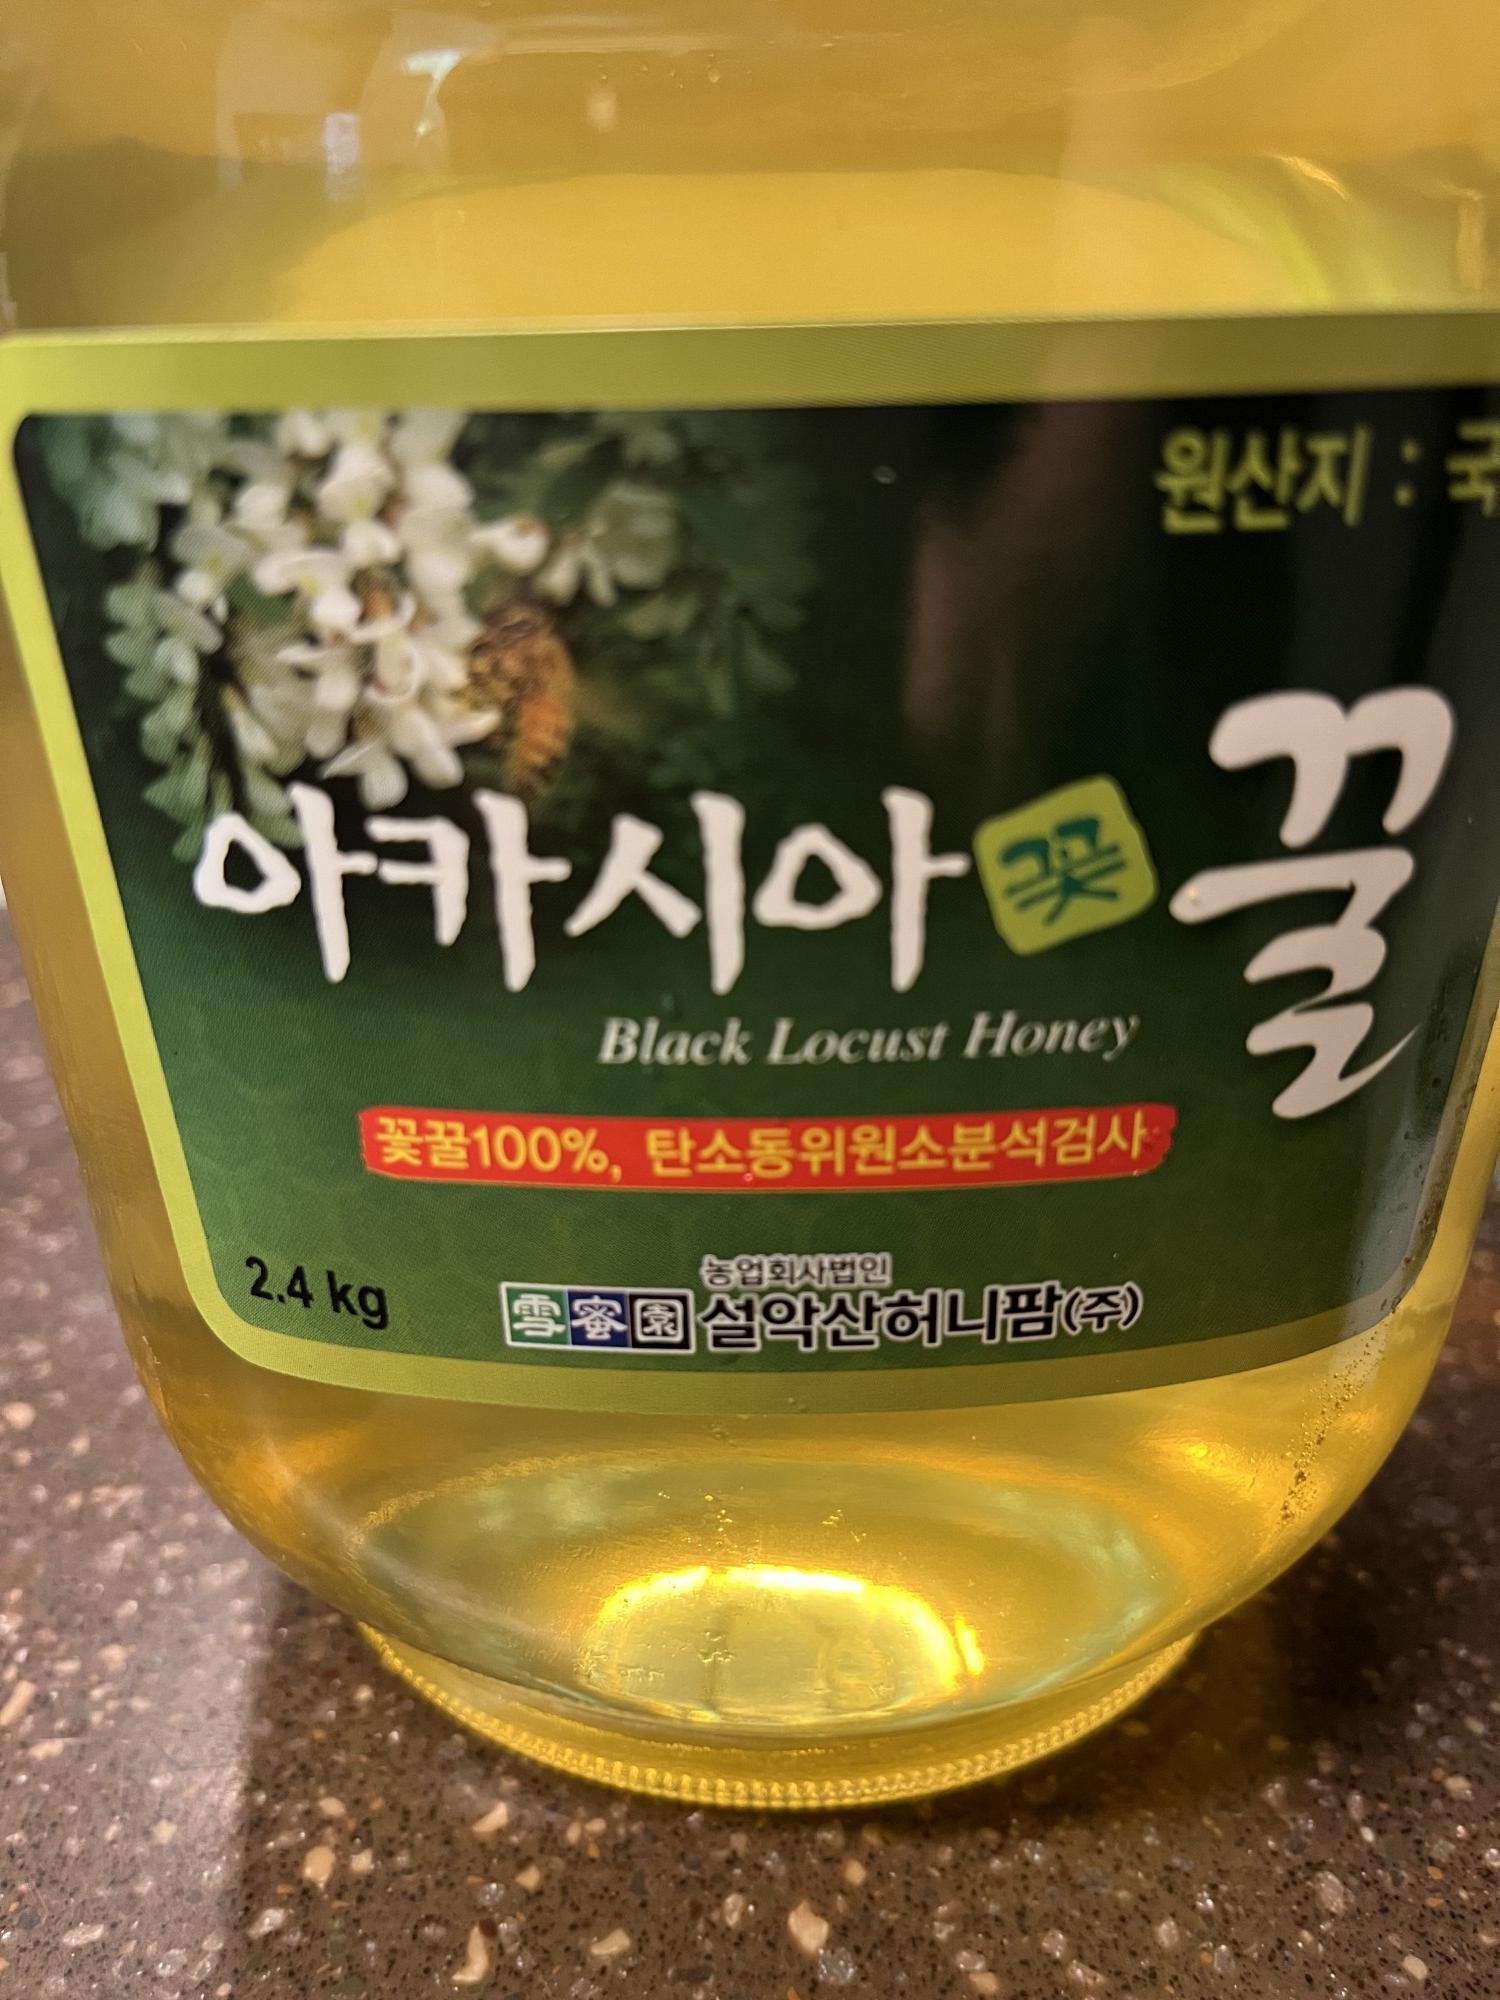 원산지 : 국
아카시아꽃꿀
Black Locust Honey
꽃꿀100%, 탄소동위원소분석검사
2.4 kg
농업회사법인
雪蜜園 설악산허니팜(주)